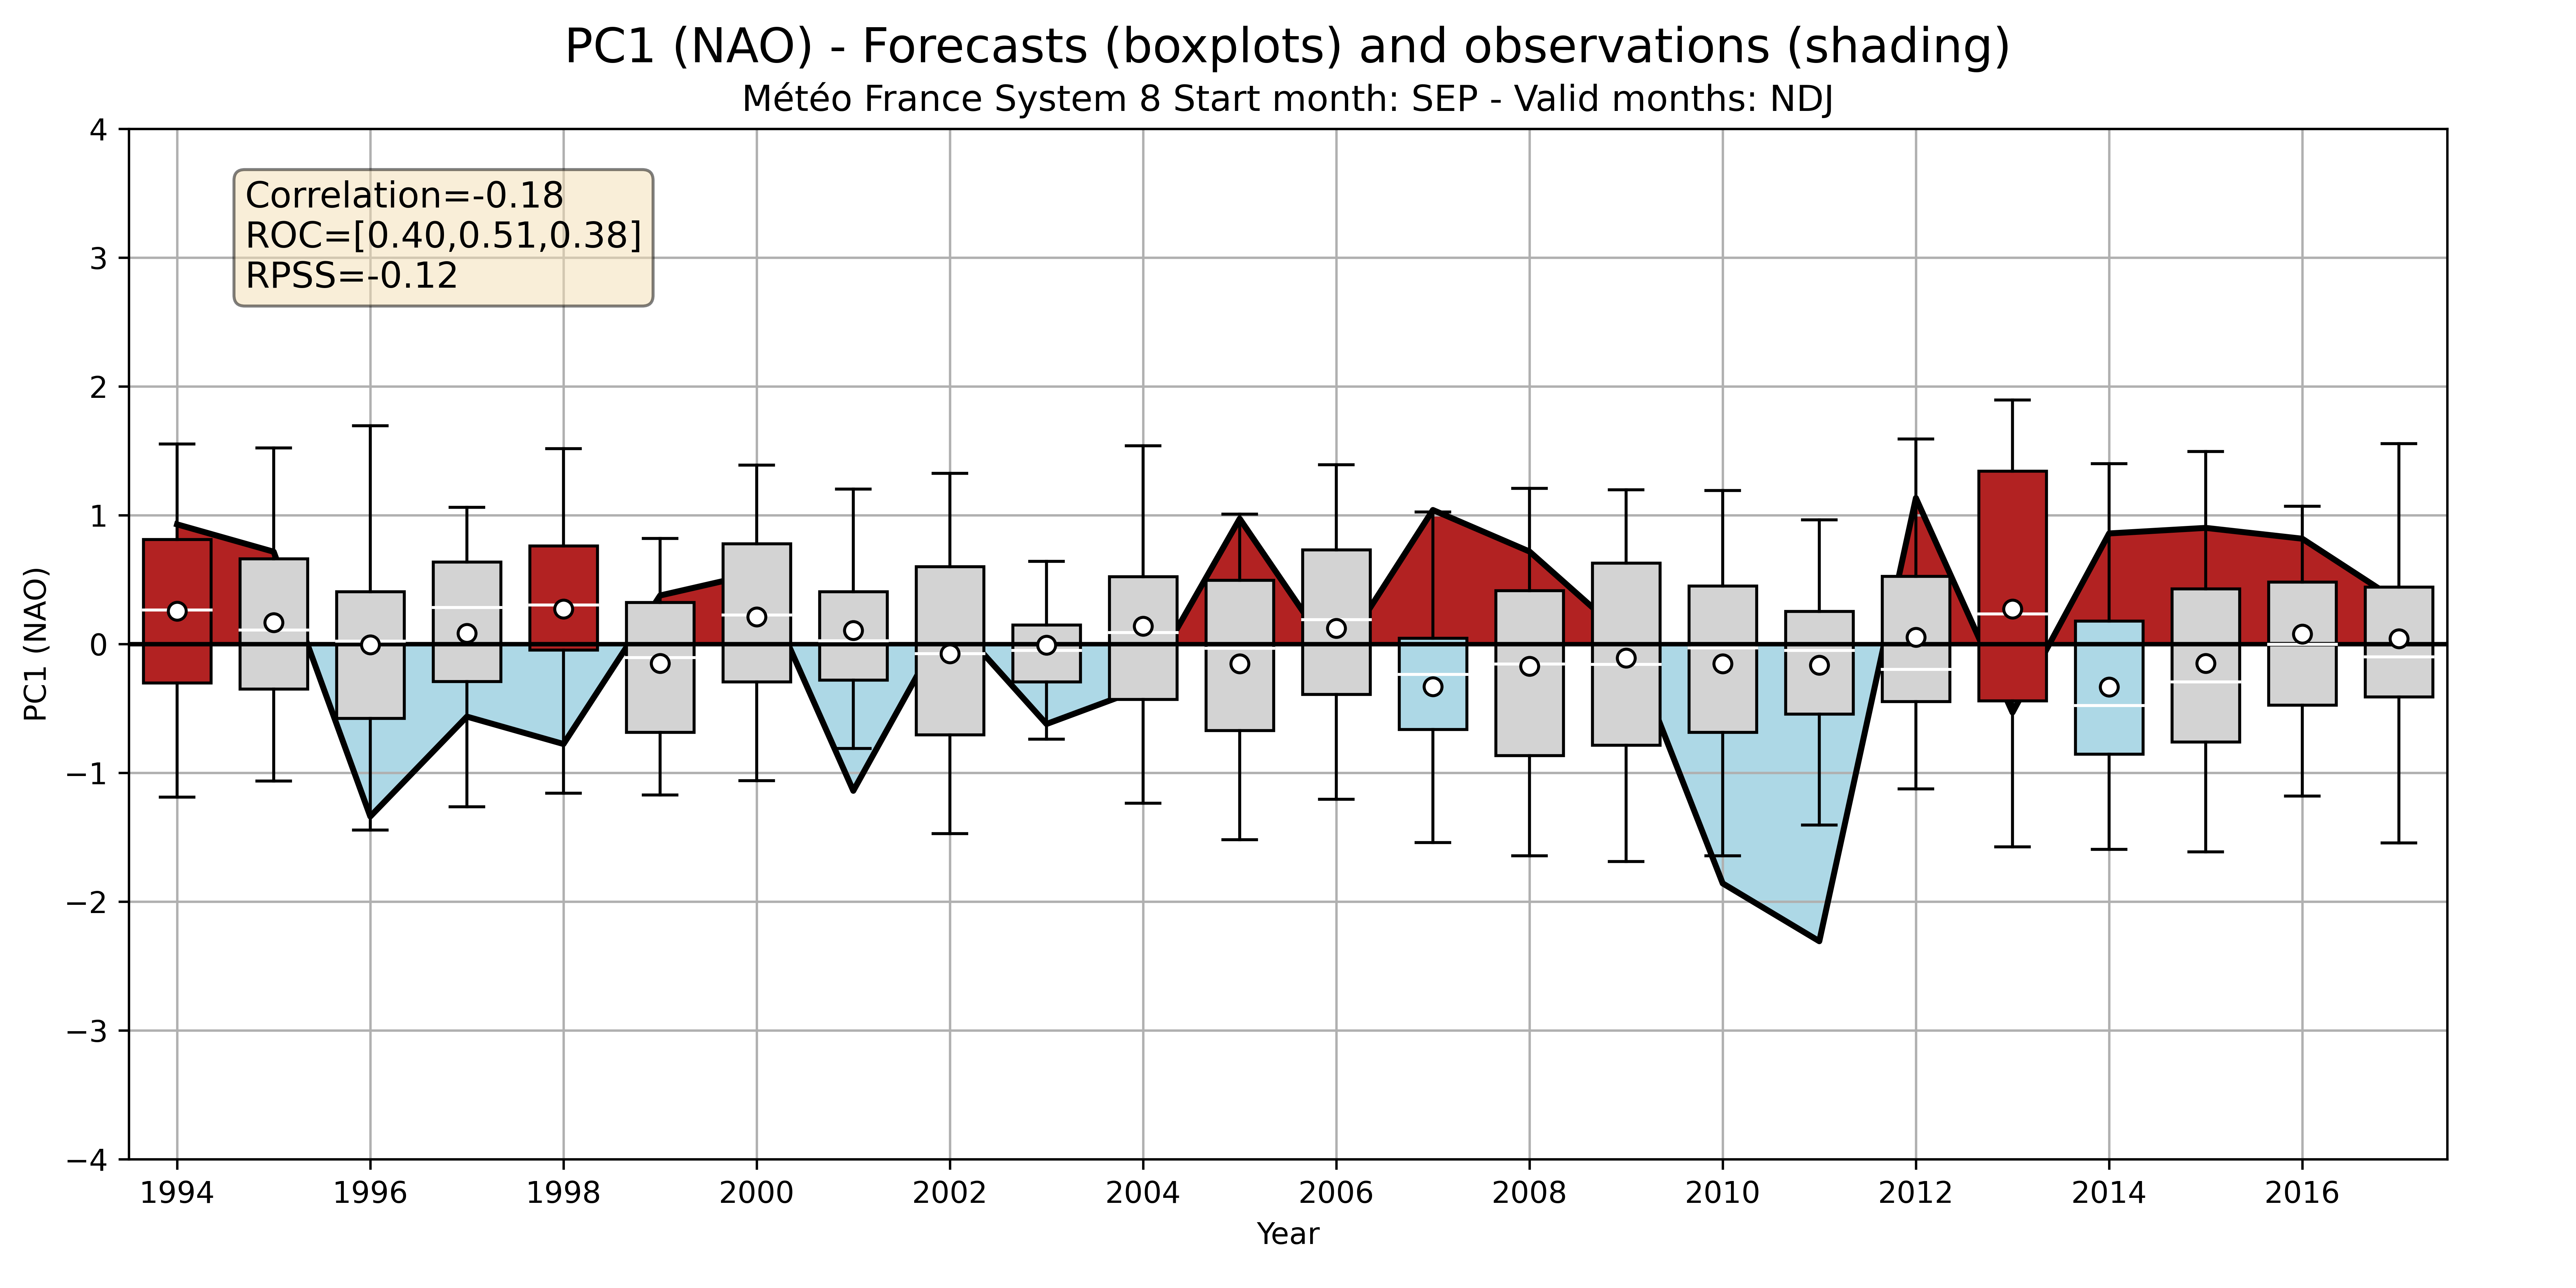 PC1 (NAO) - Forecasts (boxplots) and observations (shading)
Météo France System 8 Start month: SEP - Valid months: NDJ
Correlation=-0.18
ROC=[0.40,0.51,0.38]
RPSS=-0.12
PC1 (NAO)
4
3
2
1
0
−1
−2
−3
−4
1994 1996 1998 2000 2002 2004 2006 2008 2010 2012 2014 2016
Year